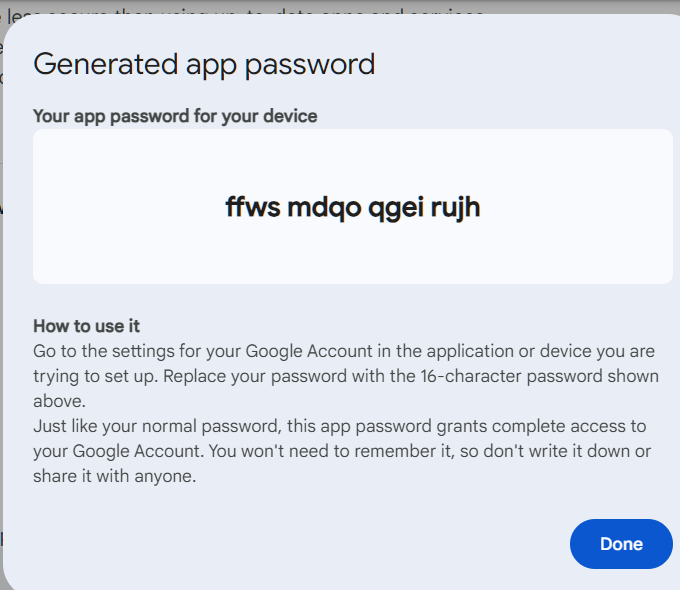 Generated app password
Your app password for your device
ffws mdqo qgei rujh
How to use it
Go to the settings for your Google Account in the application or device you are
trying to set up. Replace your password with the 16-character password shown
above.
Just like your normal password, this app password grants complete access to
your Google Account. You won't need to remember it, so don't write it down or
share it with anyone.
Done